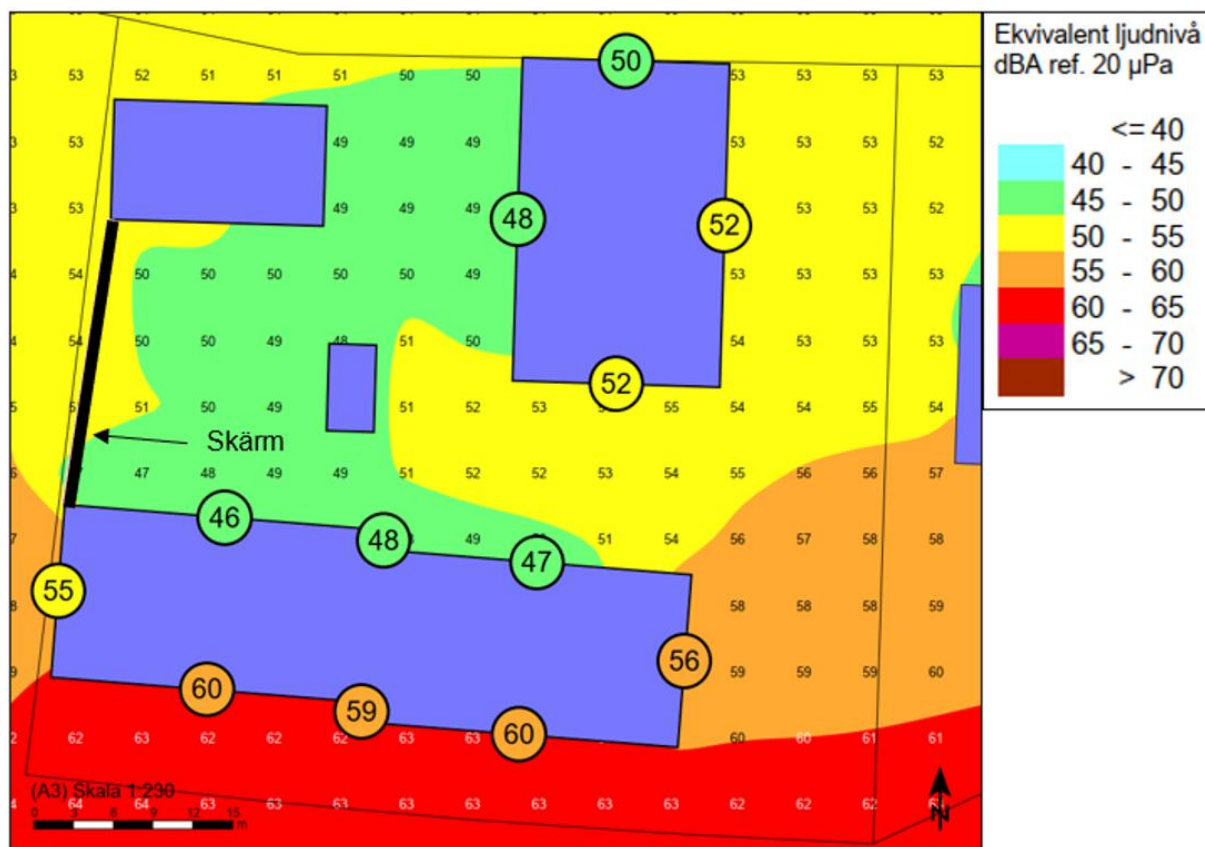 Ekvivalent ljudnivå
dBA ref. 20 µPa
<= 40
40 - 45
45 - 50
50 - 55
55 - 60
60 - 65
65 - 70
> 70
53 52 51 51 51 50 50 50 53 53 53 53
53 49 49 49 53 53 53 52
53 49 49 49 48 52 53 53 52
54 50 50 50 50 50 49 53 53 53 53
54 50 50 49 48 51 50 54 53 53 53
51 50 49 51 52 53 52 55 54 54 55 54
Skärm
47 48 49 49 51 52 52 53 54 55 56 56 57
46 48 49 47 51 54 56 57 58 58
55 58 58 58 59
56 59 59 59 60
60 59 60
62 63 62 62 62 63 63 60 60 61 61
(A3) Skala 1:230
64 64 63 63 63 63 63 63 63 62 62 62
0 3 6 9 12 15
m
N